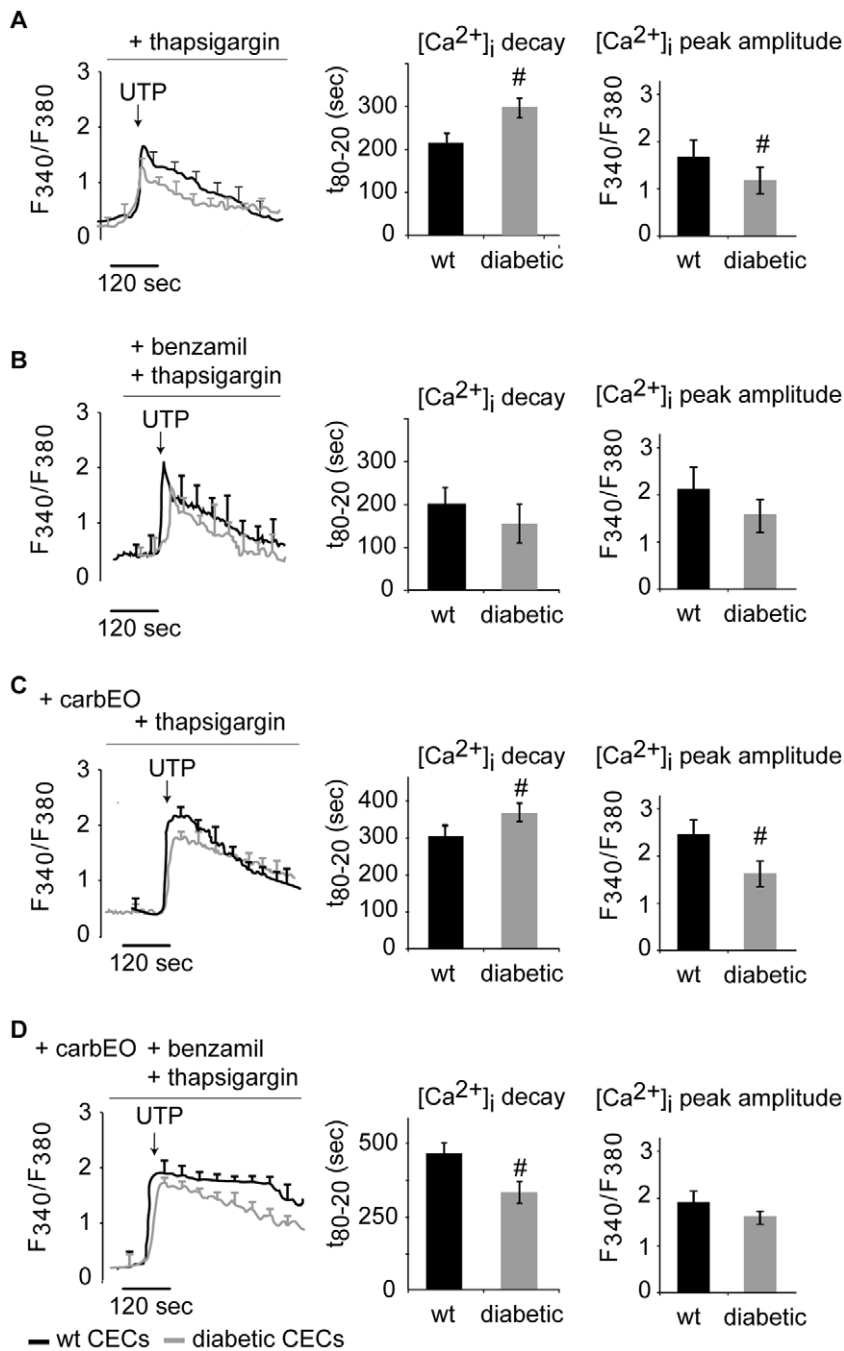 A
+ thapsigargin
3
2
1
0
F340/F380
UTP
120 sec
[Ca2+]i decay
t80-20 (sec)
300
200
100
0
#
wt diabetic
[Ca2+]i peak amplitude
F340/F380
2
1
0
#
wt diabetic
B
+ benzamil
+ thapsigargin
3
2
1
0
F340/F380
UTP
120 sec
[Ca2+]i decay
t80-20 (sec)
300
200
100
0
wt diabetic
[Ca2+]i peak amplitude
F340/F380
3
2
1
0
wt diabetic
C
+ carbEO
+ thapsigargin
3
2
1
0
F340/F380
UTP
120 sec
[Ca2+]i decay
t80-20 (sec)
400
300
300
100
0
#
wt diabetic
[Ca2+]i peak amplitude
F340/F380
3
2
1
0
#
wt diabetic
D
+ carbEO + benzamil
+ thapsigargin
3
2
1
0
F340/F380
UTP
120 sec
[Ca2+]i decay
t80-20 (sec)
500
250
0
#
wt diabetic
[Ca2+]i peak amplitude
F340/F380
3
2
1
0
wt diabetic
wt CECs diabetic CECs